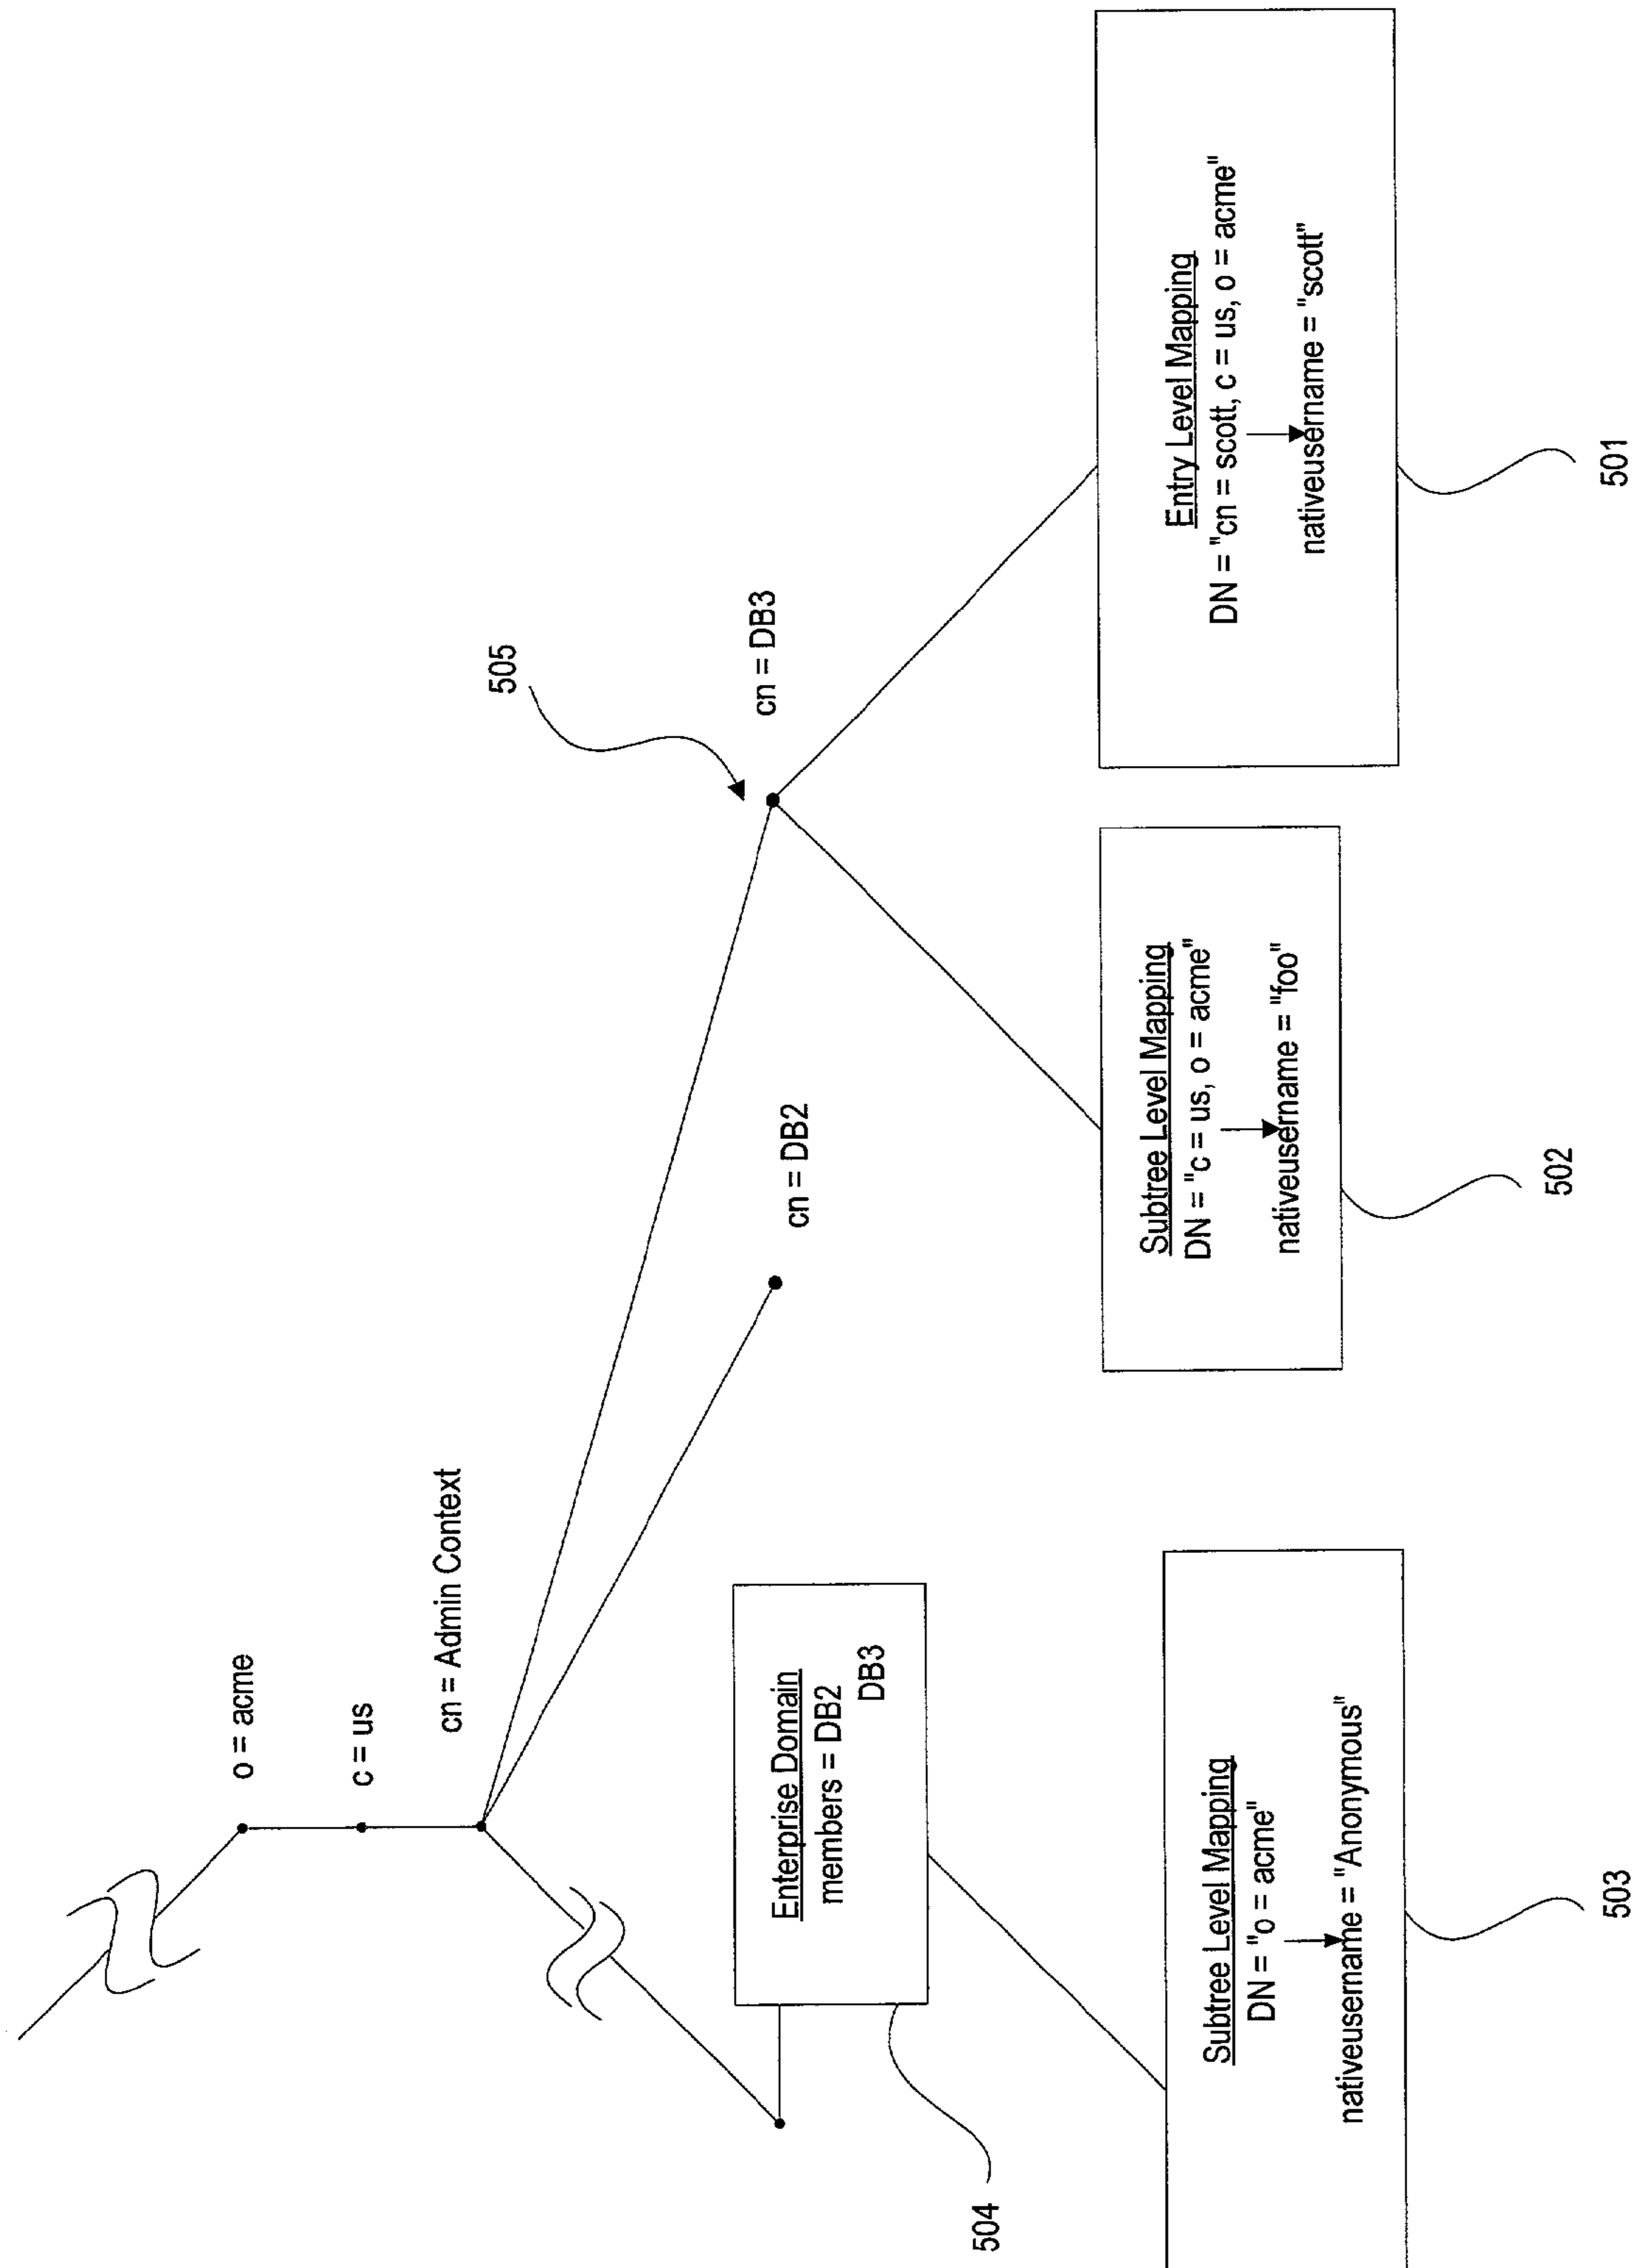 o = acme
c = us
cn = Admin Context
505
cn = DB3
cn = DB2
Enterprise Domain
members = DB2
DB3
504
Subtree Level Mapping
DN = "o = acme"
nativeusername = "Anonymous"
503
Subtree Level Mapping
DN = "c = us, o = acme"
nativeusername = "foo"
502
Entry Level Mapping
DN = "cn = scott, c = us, o = acme"
nativeusername = "scott"
501